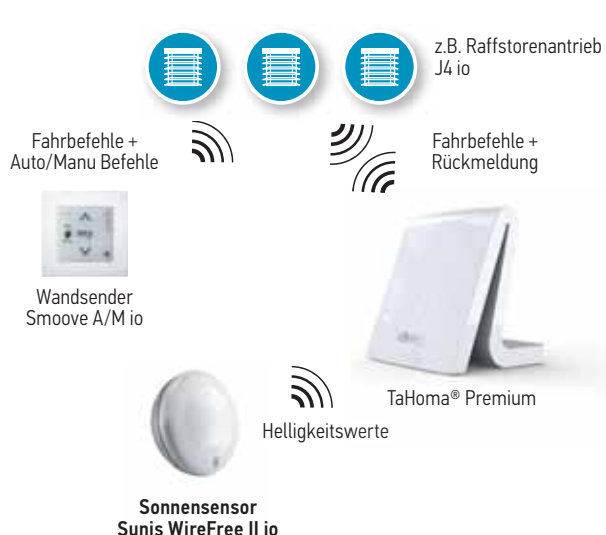 z.B. Raffstorenantrieb
J4 io
Fahrbefehle +
Auto/Manu Befehle
Fahrbefehle +
Rückmeldung
Wandsender
Smoove A/M io
TaHoma® Premium
Helligkeitswerte
Sonnensensor
Sunis WireFree II io